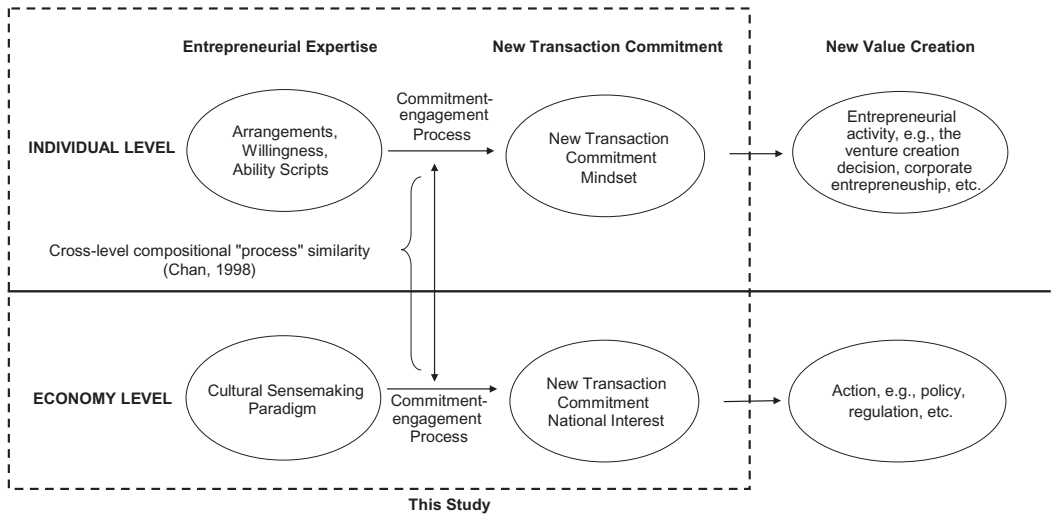 Entrepreneurial Expertise
New Transaction Commitment
New Value Creation
INDIVIDUAL LEVEL
Arrangements,
Willingness,
Ability Scripts
Commitment-
engagement
Process
New Transaction
Commitment
Mindset
Entrepreneurial
activity, e.g., the
venture creation
decision, corporate
entrepreneuship, etc.
Cross-level compositional "process" similarity
(Chan, 1998)
ECONOMY LEVEL
Cultural Sensemaking
Paradigm
Commitment-
engagement
Process
New Transaction
Commitment
National Interest
Action, e.g., policy,
regulation, etc.
This Study